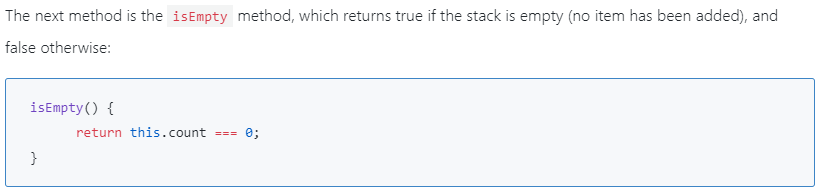 The next method is the isEmpty method, which returns true if the stack is empty (no item has been added), and
false otherwise:
isEmpty() {
return this.count === 0;
}